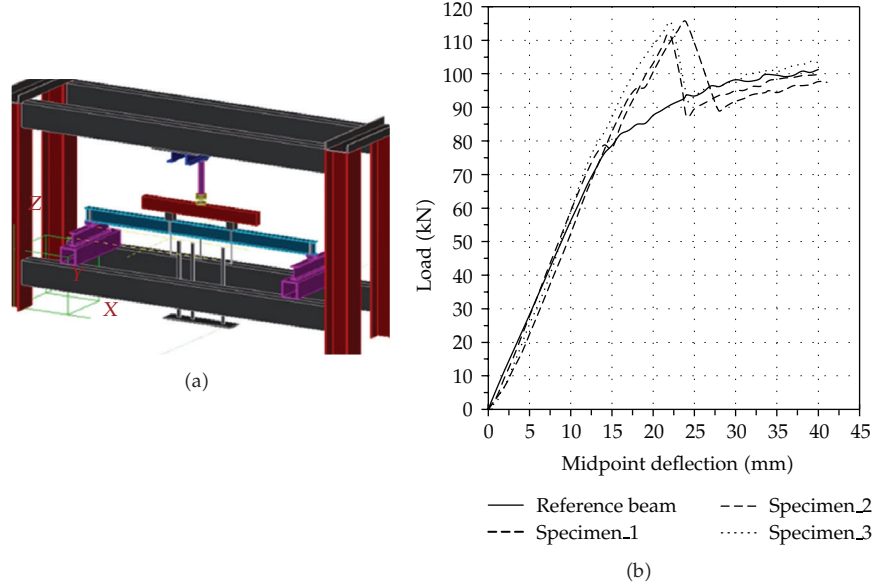 Z
Y
X
(a)
120
110
100
90
80
70
60
50
40
30
20
10
0
Load (kN)
0 5 10 15 20 25 30 35 40 45
Midpoint deflection (mm)
Reference beam
Specimen_1
Specimen_2
Specimen_3
(b)